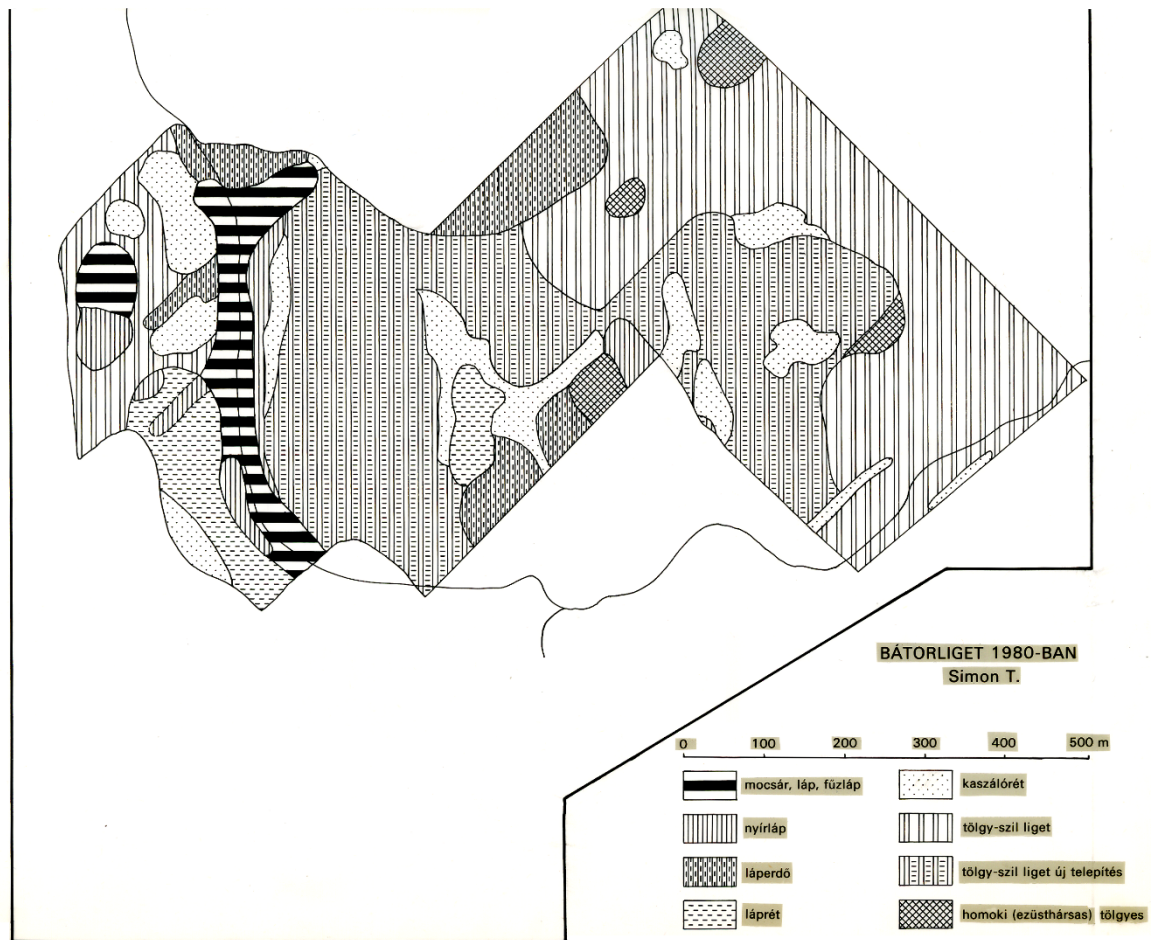 BÁTORLIGET 1980-BAN
Simon T.
0 100 200 300 400 500 m
mocsár, láp, fűzláp
nyírláp
láperdő
láprét
kaszálórét
tölgy-szil liget
tölgy-szil liget új telepítés
homoki (ezüsthársas) tölgyes